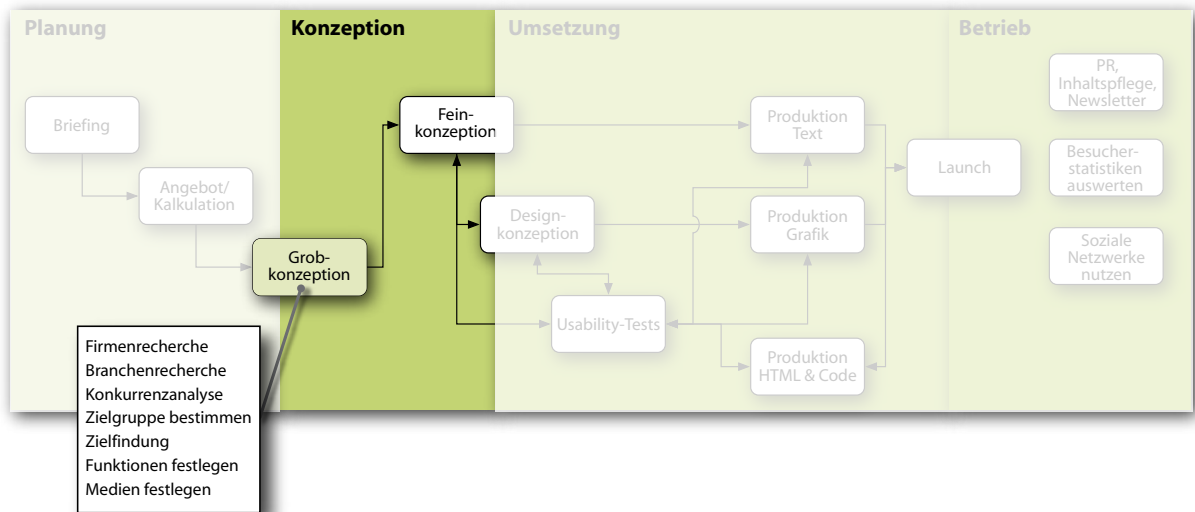 Planung
Konzeption
Umsetzung
Betrieb
Briefing
Angebot/
Kalkulation
Grob-
konzeption
Fein-
konzeption
Design-
konzeption
Usability-Tests
Produktion
Text
Produktion
Grafik
Produktion
HTML & Code
Launch
PR,
Inhaltspflege,
Newsletter
Besucher-
statistiken
auswerten
Soziale
Netzwerke
nutzen
Firmenrecherche
Branchenrecherche
Konkurrenzanalyse
Zielgruppe bestimmen
Zielfindung
Funktionen festlegen
Medien festlegen